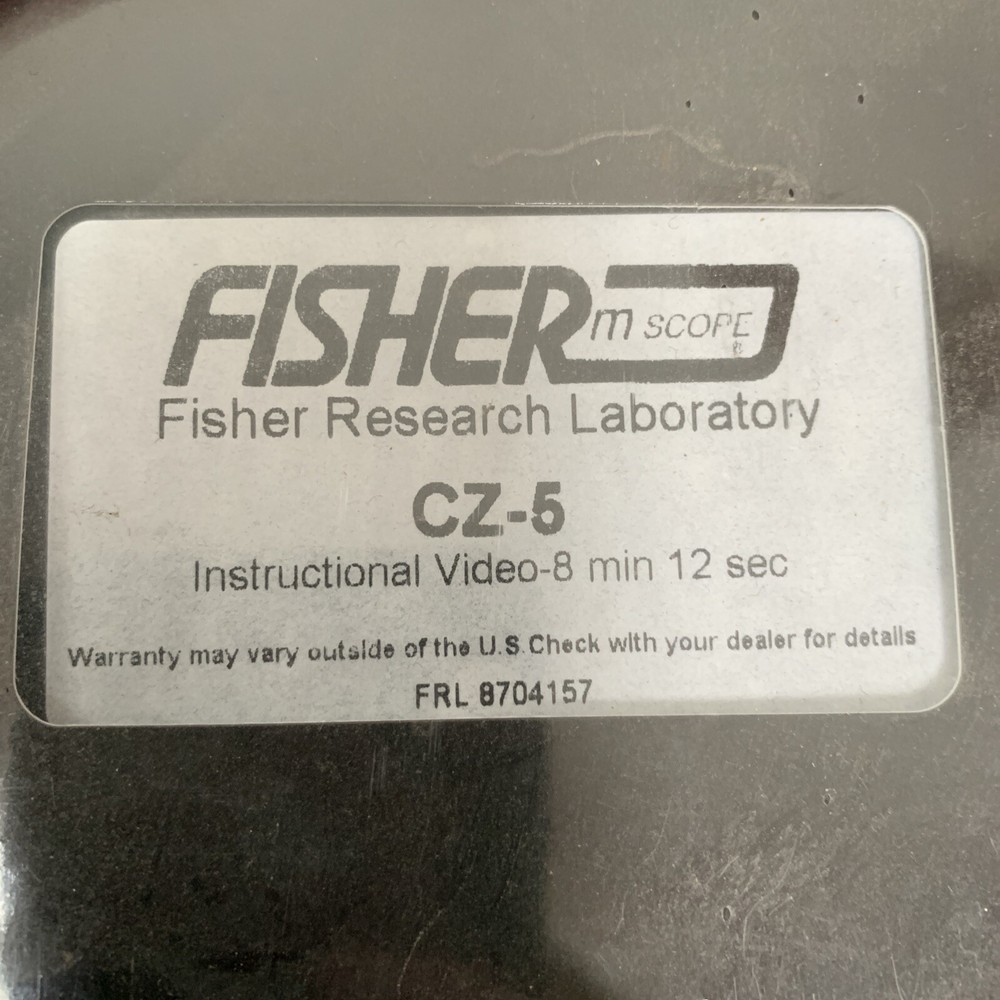 FISHER m SCOPE
Fisher Research Laboratory
CZ-5
Instructional Video-8 min 12 sec
Warranty may vary outside of the U.S. Check with your dealer for details
FRL 8704157